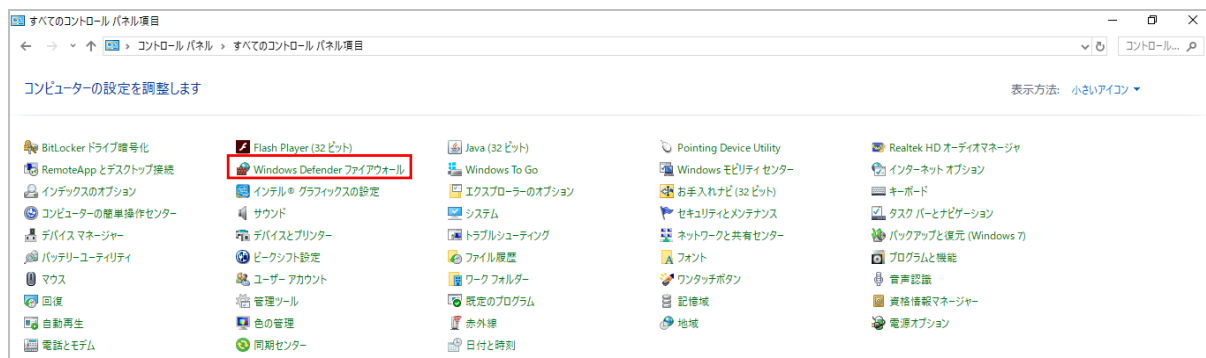 すべてのコントロール パネル項目
コントロール パネル › すべてのコントロール パネル項目
コントロール...
コンピューターの設定を調整します
表示方法: 小さいアイコン
BitLocker ドライブ暗号化 Flash Player (32 ビット) Java (32 ビット) Pointing Device Utility Realtek HD オーディオマネージャ
RemoteApp とデスクトップ接続 Windows Defender ファイアウォール Windows To Go Windows モビリティ センター インターネット オプション
インデックスのオプション インテル® グラフィックスの設定 エクスプローラーのオプション お手入れナビ (32 ビット) キーボード
コンピューターの簡単操作センター サウンド システム セキュリティとメンテナンス タスク バーとナビゲーション
デバイス マネージャー デバイスとプリンター トラブルシューティング ネットワークと共有センター バックアップと復元 (Windows 7)
バッテリーユーティリティ ピークシフト設定 ファイル履歴 フォント プログラムと機能
マウス ユーザー アカウント ワーク フォルダー ワンタッチボタン 音声認識
回復 管理ツール 既定のプログラム 記憶域 資格情報マネージャー
自動再生 色の管理 赤外線 地域 電源オプション
電話とモデム 同期センター 日付と時刻